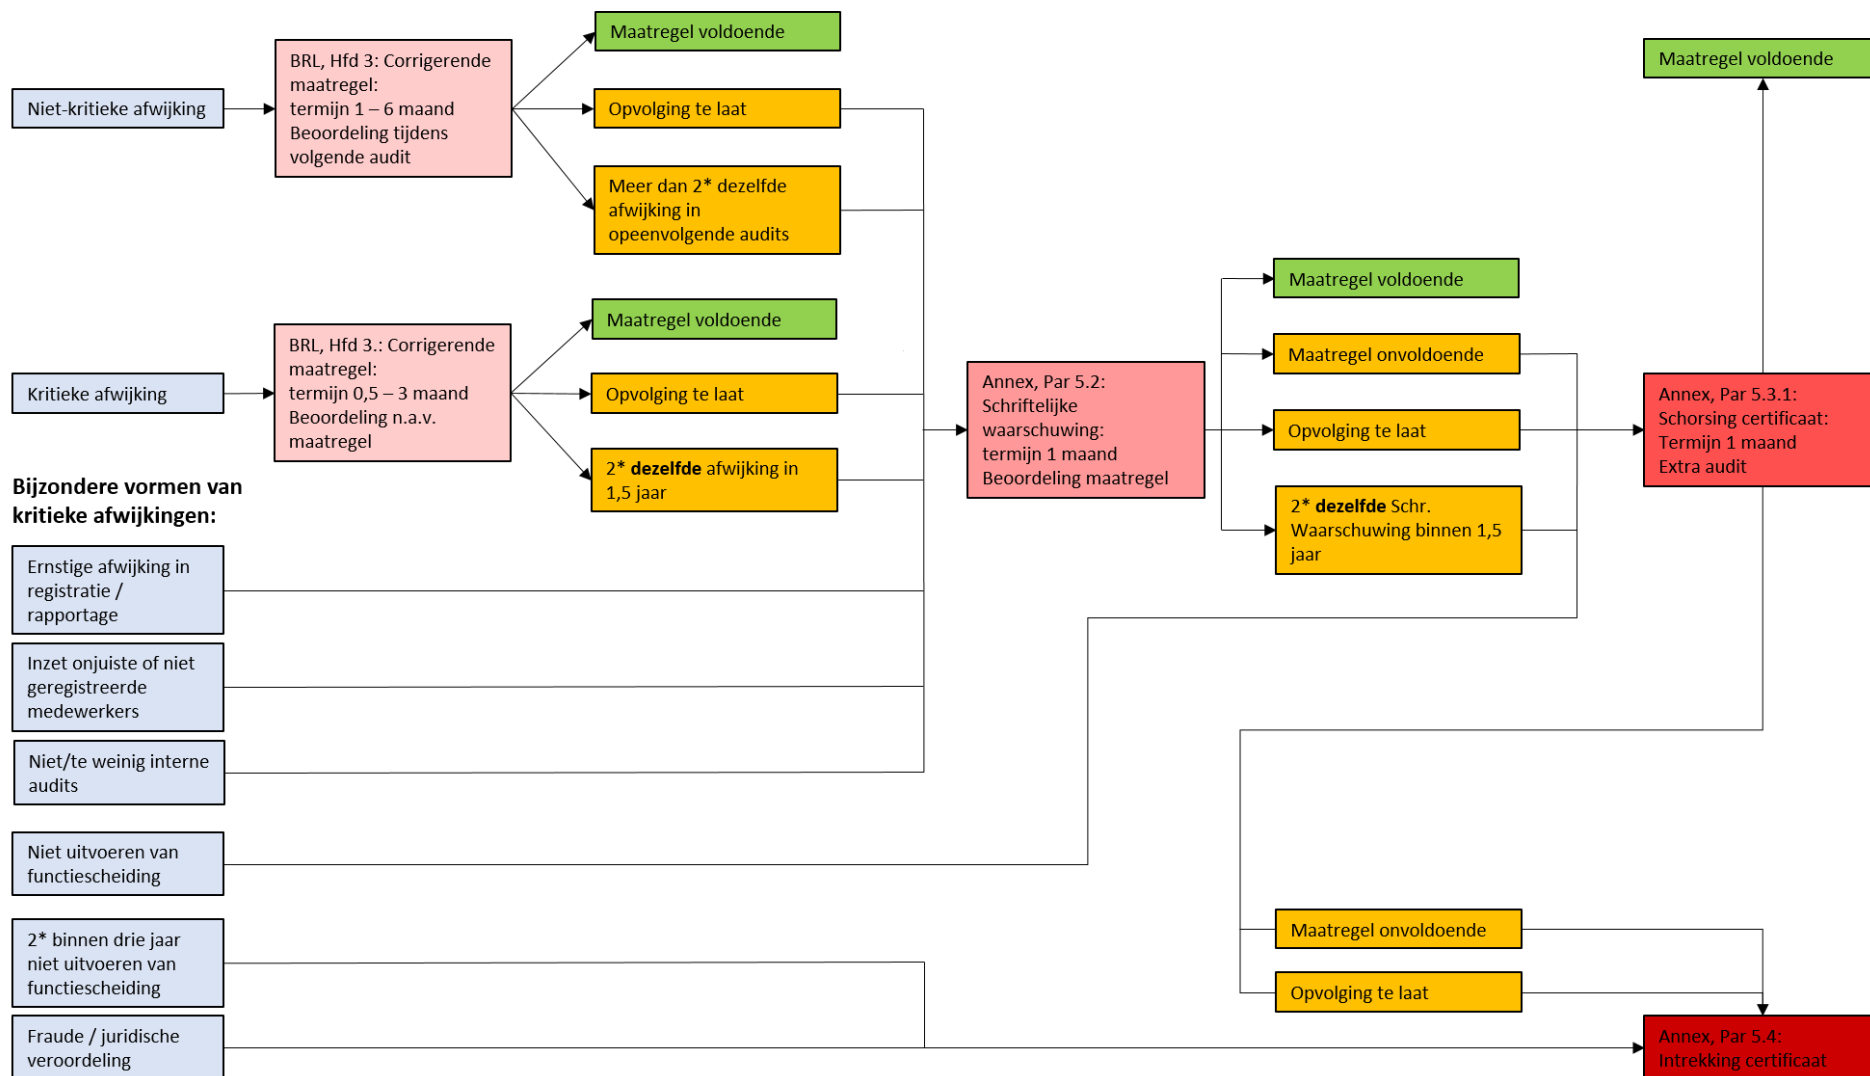 Niet-kritieke afwijking
BRL, Hfd 3: Corrigerende
maatregel:
termijn 1 – 6 maand
Beoordeling tijdens
volgende audit
Maatregel voldoende
Opvolging te laat
Meer dan 2* dezelfde
afwijking in
opeenvolgende audits
Kritieke afwijking
BRL, Hfd 3.: Corrigerende
maatregel:
termijn 0,5 – 3 maand
Beoordeling n.a.v.
maatregel
Maatregel voldoende
Opvolging te laat
2* dezelfde afwijking in
1,5 jaar
Annex, Par 5.2:
Schriftelijke
waarschuwing:
termijn 1 maand
Beoordeling maatregel
Maatregel voldoende
Maatregel onvoldoende
Opvolging te laat
2* dezelfde Schr.
Waarschuwing binnen 1,5
jaar
Maatregel voldoende
Annex, Par 5.3.1:
Schorsing certificaat:
Termijn 1 maand
Extra audit
Bijzondere vormen van
kritieke afwijkingen:
Ernstige afwijking in
registratie /
rapportage
Inzet onjuiste of niet
geregistreerde
medewerkers
Niet/te weinig interne
audits
Niet uitvoeren van
functiescheiding
2* binnen drie jaar
niet uitvoeren van
functiescheiding
Fraude / juridische
veroordeling
Maatregel onvoldoende
Opvolging te laat
Annex, Par 5.4:
Intrekking certificaat